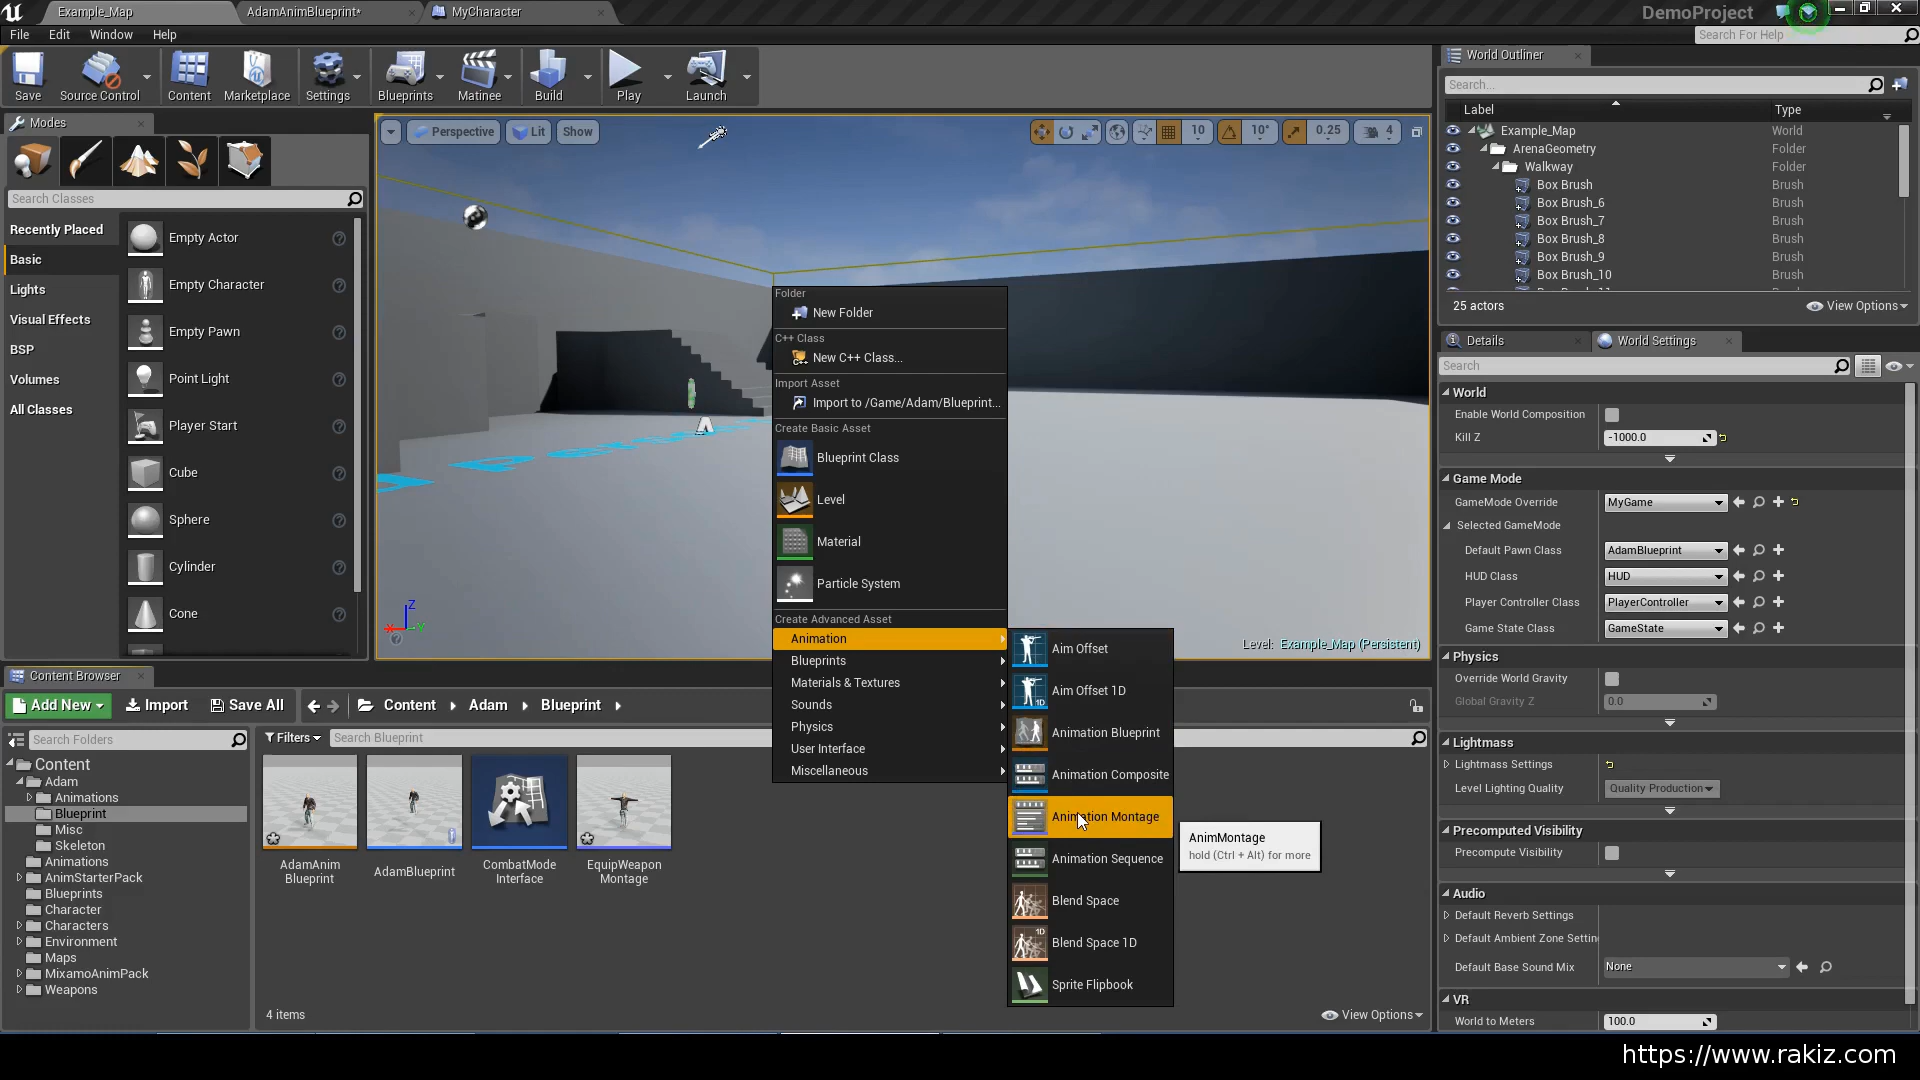 Example_Map
AdamAnimBlueprint*
MyCharacter
DemoProject
File
Edit
Window
Help
Search For Help
Save
Source Control
Content
Marketplace
Settings
Blueprints
Matinee
Build
Play
Launch
Modes
Search Classes
Recently Placed
Basic
Lights
Visual Effects
BSP
Volumes
All Classes
Empty Actor
Empty Character
Empty Pawn
Point Light
Player Start
Cube
Sphere
Cylinder
Cone
Perspective
Lit
Show
10
10°
0.25
4
Z
X
Y
Level: Example_Map (Persistent)
Folder
New Folder
C++ Class
New C++ Class...
Import Asset
Import to /Game/Adam/Blueprint...
Create Basic Asset
Blueprint Class
Level
Material
Particle System
Create Advanced Asset
Animation
Blueprints
Materials & Textures
Sounds
Physics
User Interface
Miscellaneous
Aim Offset
Aim Offset 1D
Animation Blueprint
Animation Composite
Animation Montage
Animation Sequence
Blend Space
Blend Space 1D
Sprite Flipbook
AnimMontage
hold (Ctrl + Alt) for more
World Outliner
Search...
Label Type
Example_Map World
ArenaGeometry Folder
Walkway Folder
Box Brush Brush
Box Brush_6 Brush
Box Brush_7 Brush
Box Brush_8 Brush
Box Brush_9 Brush
Box Brush_10 Brush
25 actors
View Options
Details
World Settings
Search
World
Enable World Composition
Kill Z -1000.0
Game Mode
GameMode Override MyGame
Selected GameMode
Default Pawn Class AdamBlueprint
HUD Class HUD
Player Controller Class PlayerController
Game State Class GameState
Physics
Override World Gravity
Global Gravity Z 0.0
Lightmass
Lightmass Settings
Level Lighting Quality Quality Production
Precomputed Visibility
Precompute Visibility
Audio
Default Reverb Settings
Default Ambient Zone Settin
Default Base Sound Mix None
VR
World to Meters 100.0
Content Browser
Add New
Import
Save All
Content
Adam
Blueprint
Search Folders
Filters
Search Blueprint
Content
Adam
Animations
Blueprint
Misc
Skeleton
Animations
AnimStarterPack
Blueprints
Character
Characters
Environment
Maps
MixamoAnimPack
Weapons
AdamAnim
Blueprint
AdamBlueprint
CombatMode
Interface
EquipWeapon
Montage
4 items
View Options
https://www.rakiz.com